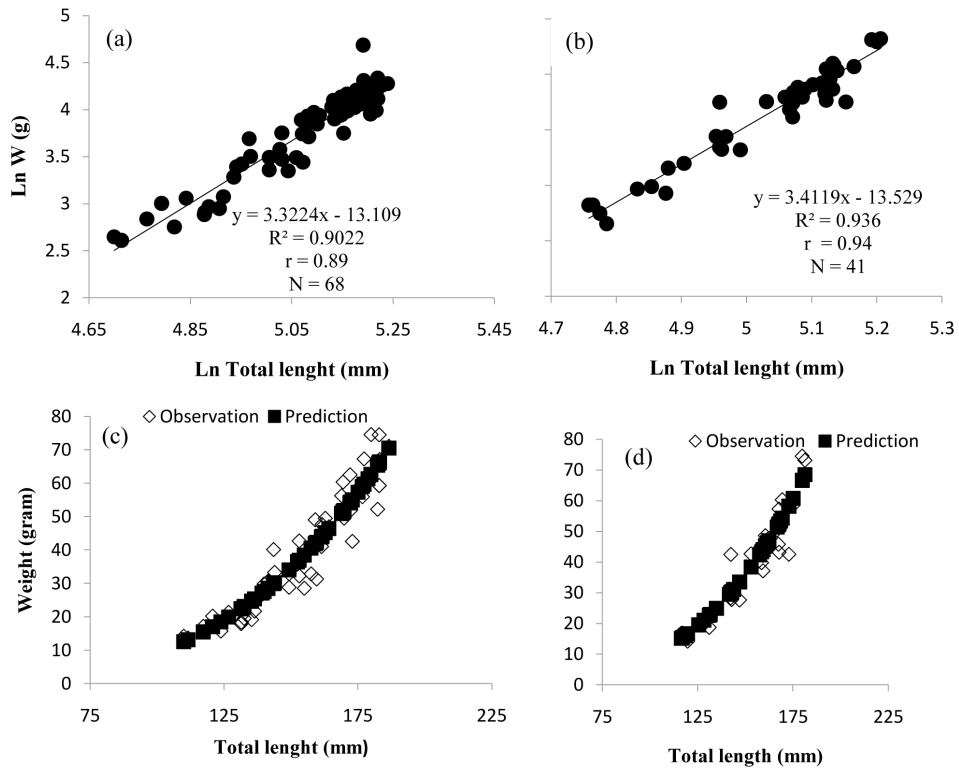 (a)
5
4.5
4
3.5
3
2.5
2
Ln W (g)
y = 3.3224x - 13.109
R² = 0.9022
r = 0.89
N = 68
4.65 4.85 5.05 5.25 5.45
Ln Total lenght (mm)
(b)
y = 3.4119x - 13.529
R² = 0.936
r = 0.94
N = 41
4.7 4.8 4.9 5 5.1 5.2 5.3
Ln Total lenght (mm)
(c)
Observation Prediction
80
70
60
50
40
30
20
10
0
Weight (gram)
75 125 175 225
Total lenght (mm)
(d)
Observation Prediction
80
70
60
50
40
30
20
10
0
75 125 175 225
Total length (mm)